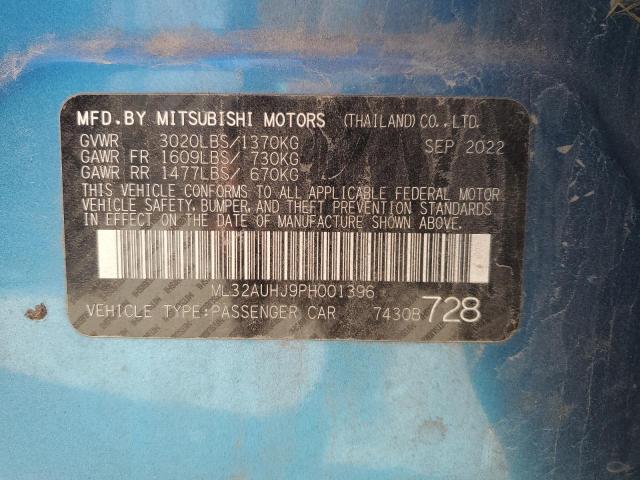 MFD.BY MITSUBISHI MOTORS (THAILAND)CO.,LTD.
GVWR 3020LBS/1370KG SEP 2022
GAWR FR 1609LBS/ 730KG
GAWR RR 1477LBS/ 670KG
THIS VEHICLE CONFORMS TO ALL APPLICABLE FEDERAL MOTOR
VEHICLE SAFETY, BUMPER, AND THEFT PREVENTION STANDARDS
IN EFFECT ON THE DATE OF MANUFACTURE SHOWN ABOVE.
ML32AUHJ9PH001396
VEHICLE TYPE:PASSENGER CAR 7430B 728